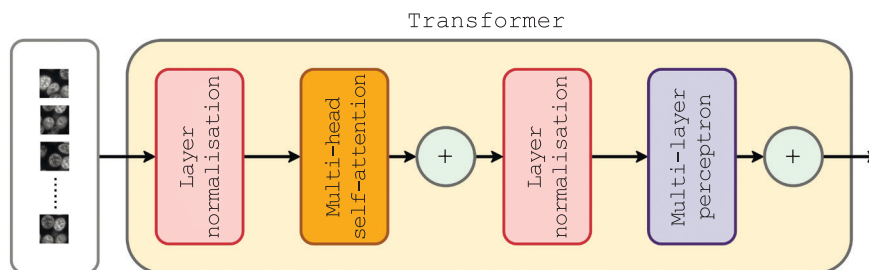 Transformer
Layer
normalisation
Multi-head
self-attention
+
Layer
normalisation
Multi-layer
perceptron
+